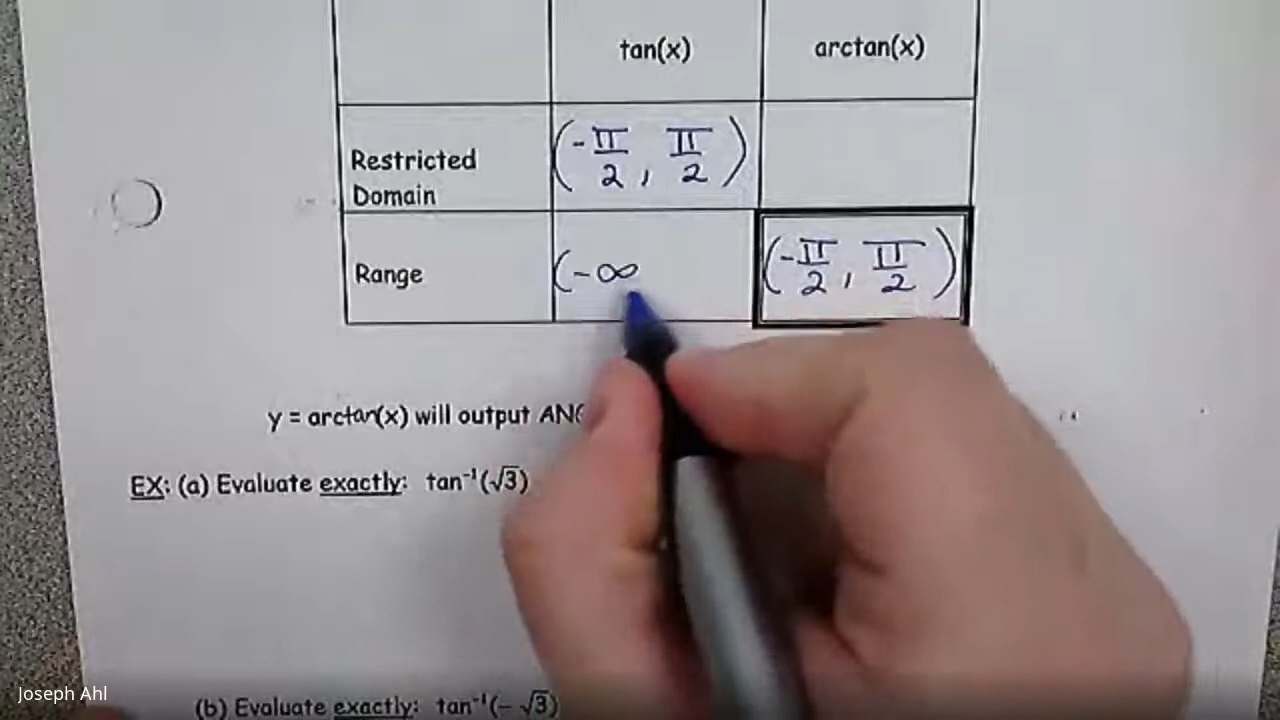 tan(x) arctan(x)
Restricted Domain (-π/2, π/2)
Range (-∞ (-π/2, π/2)
y = arctan(x) will output
EX: (a) Evaluate exactly: tan⁻¹(√3)
(b) Evaluate exactly: tan⁻¹(- √3)
Joseph Ahl